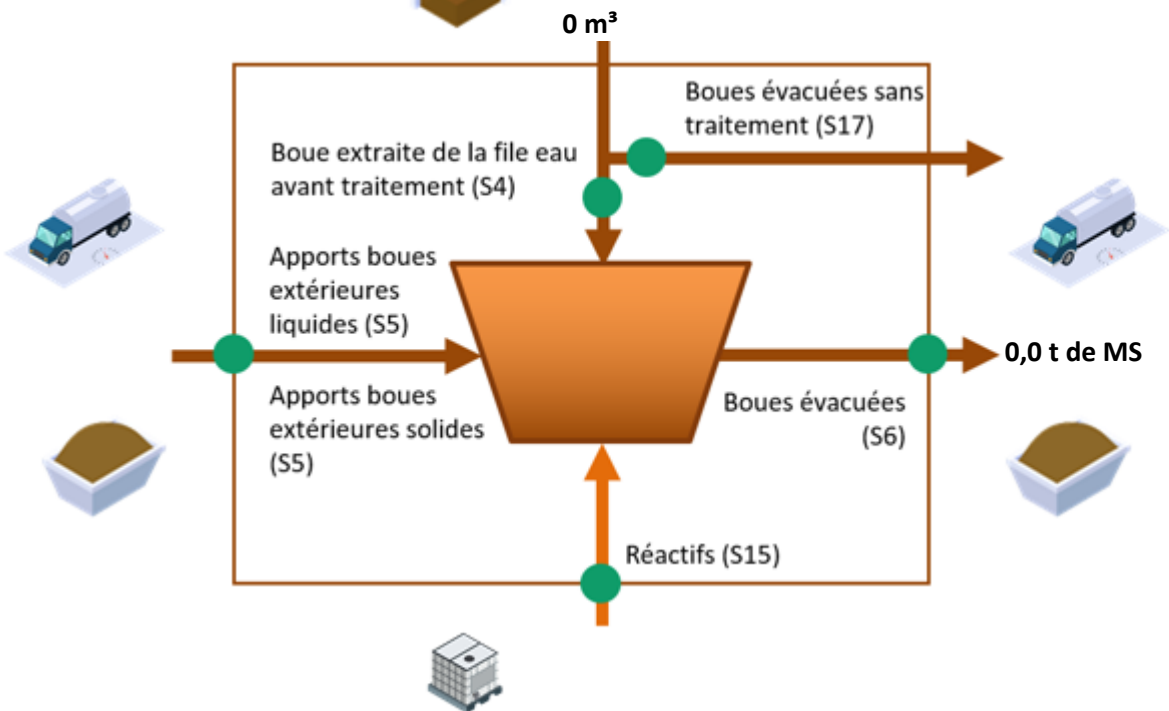 0 m³
Boues évacuées sans
traitement (S17)
Boue extraite de la file eau
avant traitement (S4)
Apports boues
extérieures
liquides (S5)
0,0 t de MS
Apports boues
extérieures solides
(S5)
Boues évacuées
(S6)
Réactifs (S15)